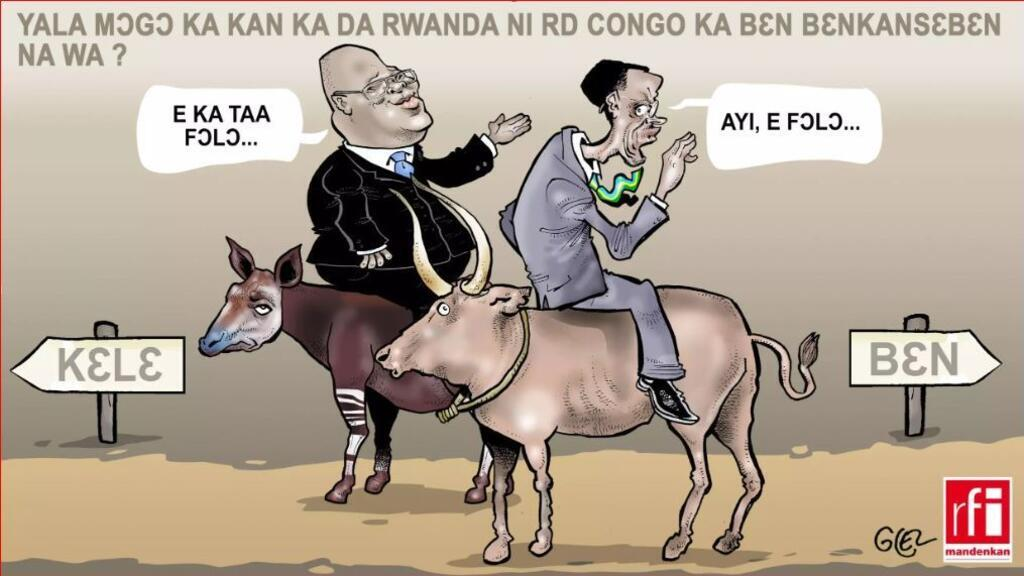 YALA MƆGƆ KA KAN KA DA RWANDA NI RD CONGO KA BƐN BƐNKANSƐBƐN
NA WA ?
E KA TAA
FƆLƆ...
AYI, E FƆLƆ...
KƐLƐ
BƐN
GLEZ
rfi
mandenkan